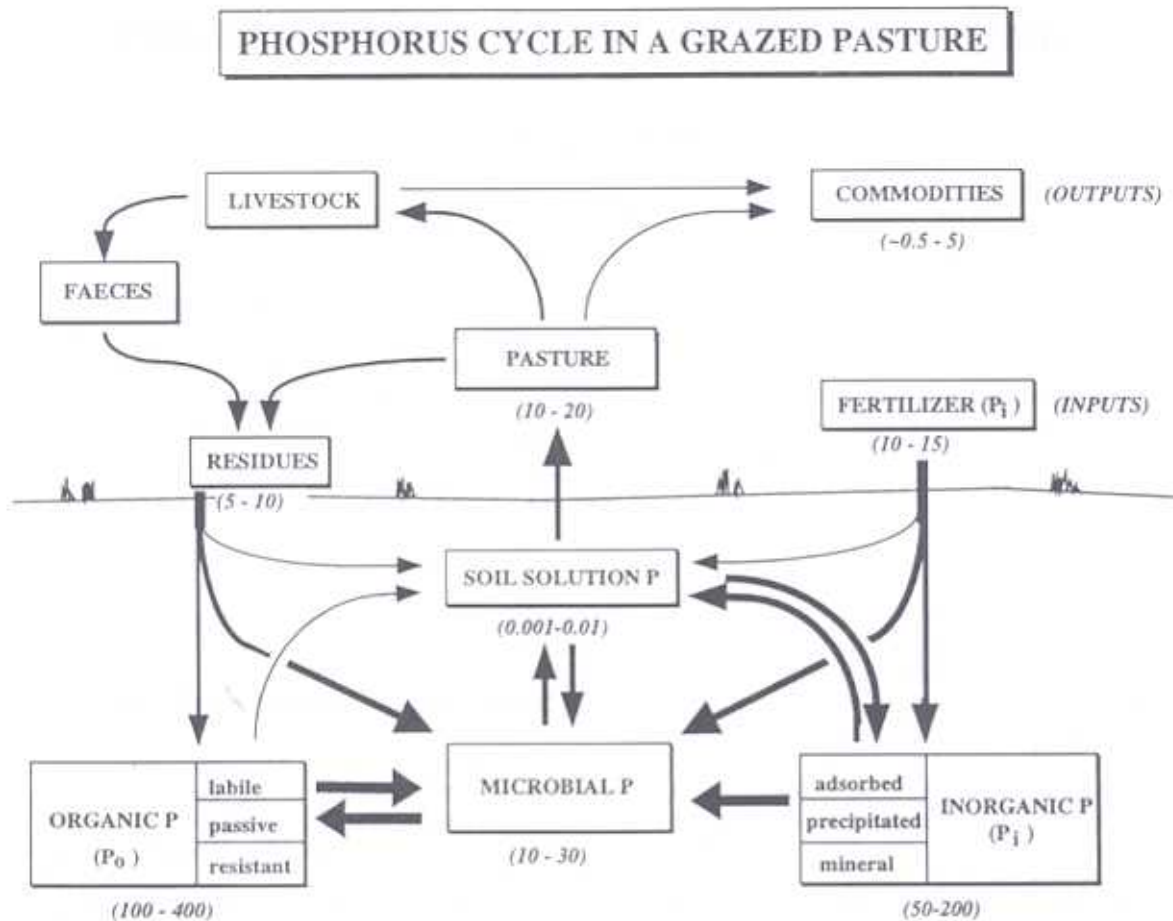 PHOSPHORUS CYCLE IN A GRAZED PASTURE
LIVESTOCK
COMMODITIES
(OUTPUTS)
(−0.5 - 5)
FAECES
PASTURE
(10 - 20)
FERTILIZER (Pi)
(INPUTS)
(10 - 15)
RESIDUES
(5 - 10)
SOIL SOLUTION P
(0.001-0.01)
ORGANIC P
(Po)
labile
passive
resistant
(100 - 400)
MICROBIAL P
(10 - 30)
adsorbed
precipitated
mineral
INORGANIC P
(Pi)
(50-200)